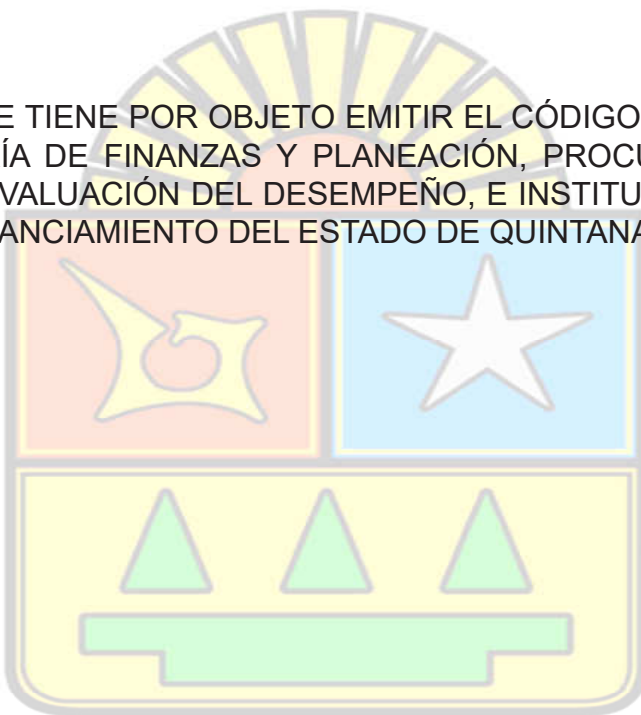 E TIENE POR OBJETO EMITIR EL CÓDIGO
ÍA DE FINANZAS Y PLANEACIÓN, PROCU
VALUACIÓN DEL DESEMPEÑO, E INSTITU
ANCIAMIENTO DEL ESTADO DE QUINTANA